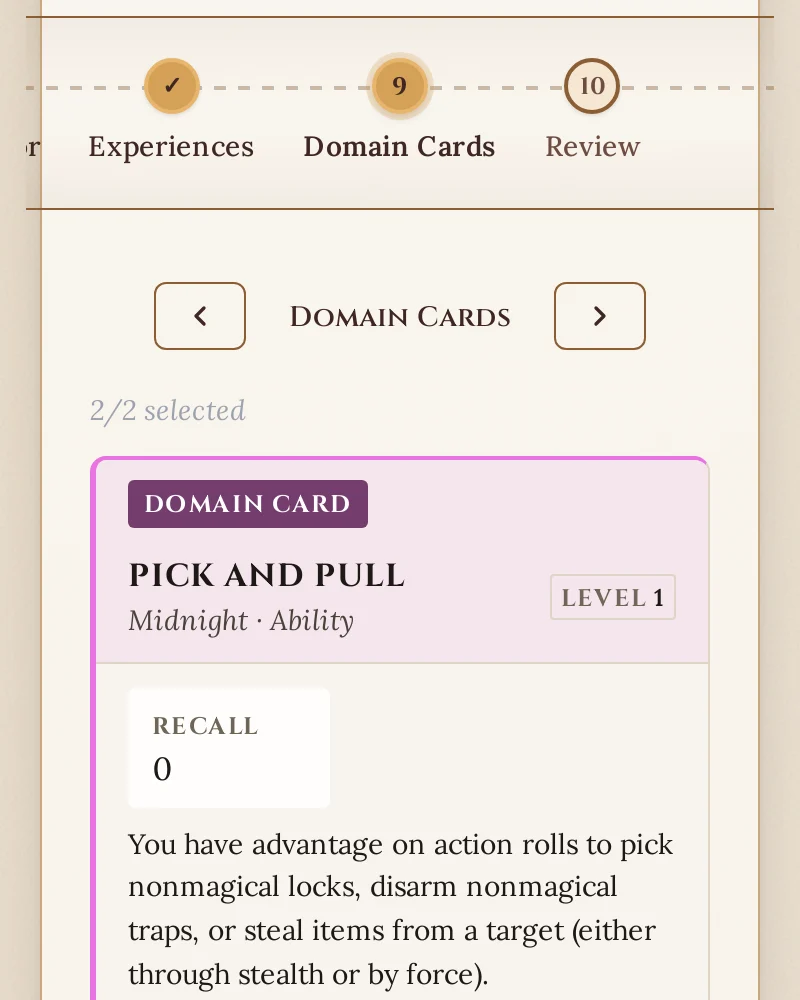 ✓ 9 10
Experiences Domain Cards Review
Domain Cards
2/2 selected
DOMAIN CARD
PICK AND PULL
Midnight · Ability
LEVEL 1
RECALL
0
You have advantage on action rolls to pick
nonmagical locks, disarm nonmagical
traps, or steal items from a target (either
through stealth or by force).